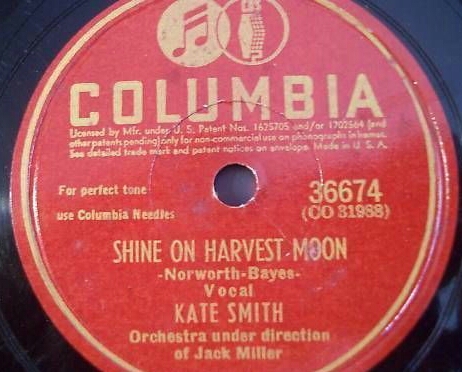 CBS
COLUMBIA
Licensed by Mfr. under U. S. Patent Nos. 1625705 and/or 1702564 (and
other patents pending) only for non-commercial use on phonographs in homes.
See detailed trade mark and patent notices on envelope. Made in U. S. A.
For perfect tone
use Columbia Needles
36674
(CO 31988)
SHINE ON HARVEST MOON
-Norworth-Bayes-
Vocal
KATE SMITH
Orchestra under direction
of Jack Miller